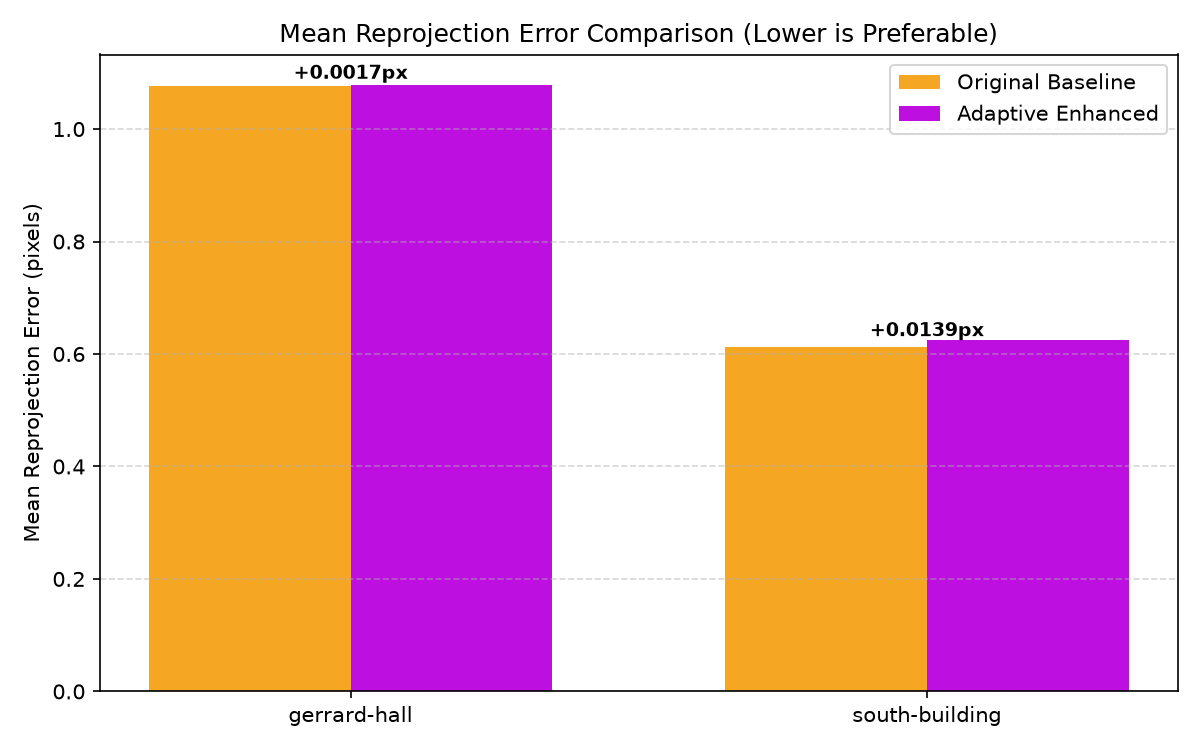 Mean Reprojection Error Comparison (Lower is Preferable)
+0.0017px
Original Baseline
Adaptive Enhanced
+0.0139px
Mean Reprojection Error (pixels)
1.0
0.8
0.6
0.4
0.2
0.0
gerrard-hall
south-building